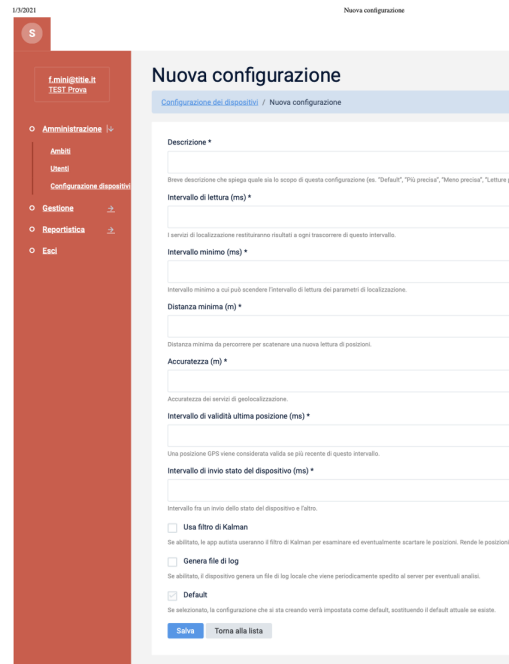 1/3/2021
Nuova configurazione
S
f.mini@title.it
TEST Prova
Amministrazione
Ambiti
Utenti
Configurazione dispositivi
Gestione
Reportistica
Esci
Nuova configurazione
Configurazione dei dispositivi / Nuova configurazione
Descrizione *
Breve descrizione che spiega quale sia lo scopo di questa configurazione (es. "Default", "Più precisa", "Meno precisa", "Letture
Intervallo di lettura (ms) *
I servizi di localizzazione restituiranno risultati a ogni trascorrere di questo intervallo.
Intervallo minimo (ms) *
Intervallo minimo a cui può scendere l'intervallo di lettura dei parametri di localizzazione.
Distanza minima (m) *
Distanza minima da percorrere per scatenare una nuova lettura di posizioni.
Accuratezza (m) *
Accuratezza dei servizi di geolocalizzazione.
Intervallo di validità ultima posizione (ms) *
Una posizione GPS viene considerata valida se più recente di questo intervallo.
Intervallo di invio stato del dispositivo (ms) *
Intervallo fra un invio dello stato del dispositivo e l'altro.
Usa filtro di Kalman
Se abilitato, le app autista useranno il filtro di Kalman per esaminare ed eventualmente scartare le posizioni. Rende le posizioni
Genera file di log
Se abilitato, il dispositivo genera un file di log locale che viene periodicamente spedito al server per eventuali analisi.
Default
Se selezionato, la configurazione che si sta creando verrà impostata come default, sostituendo il default attuale se esiste.
Salva
Torna alla lista